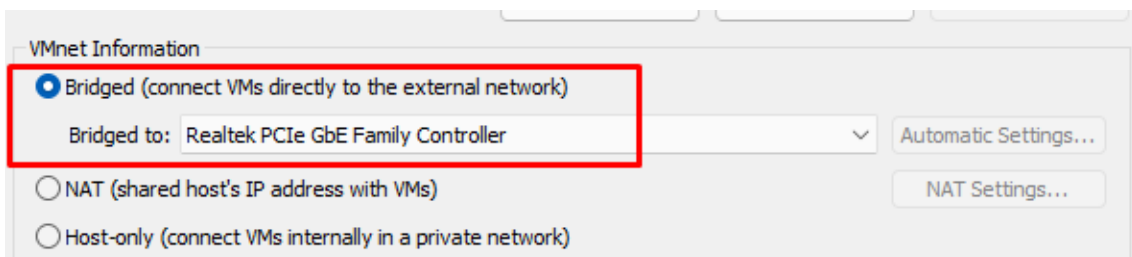 VMnet Information
Bridged (connect VMs directly to the external network)
Bridged to: Realtek PCIe GbE Family Controller Automatic Settings...
NAT (shared host's IP address with VMs) NAT Settings...
Host-only (connect VMs internally in a private network)